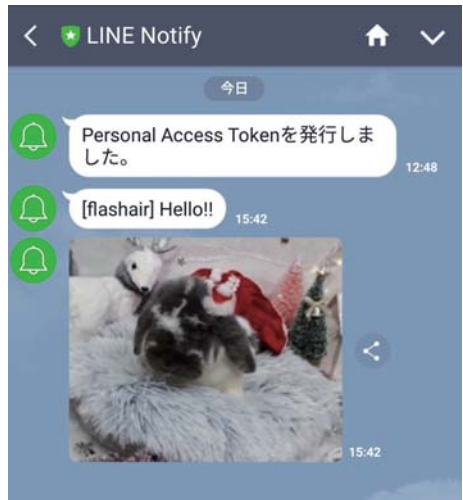 LINE Notify
今日
Personal Access Tokenを発行しま
した。
12:48
[flashair] Hello!!
15:42
15:42